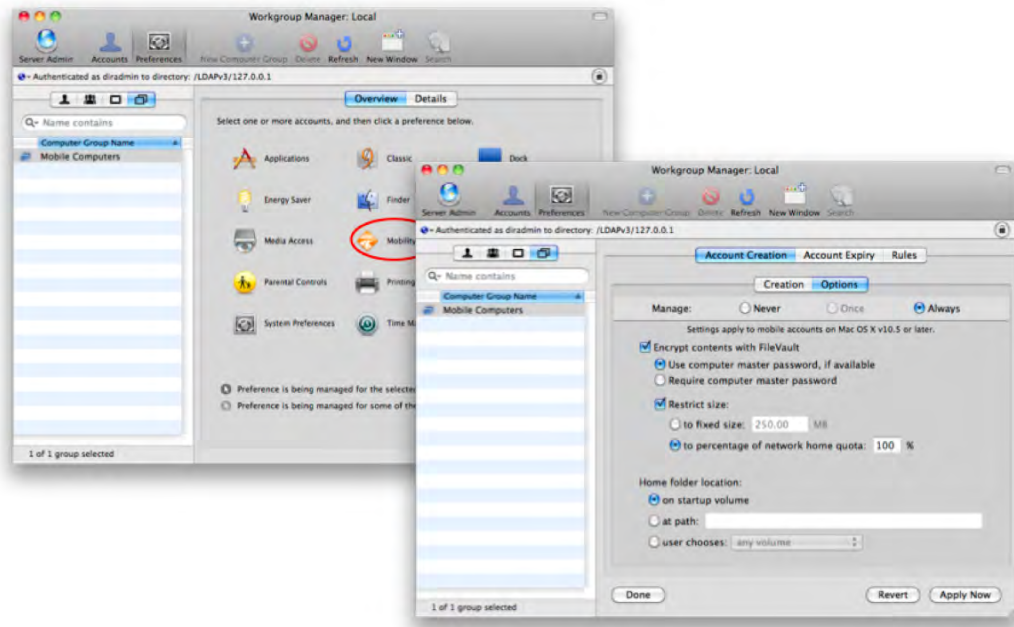 Workgroup Manager: Local
Server Admin Accounts Preferences New Computer Group Delete Refresh New Window Search
Authenticated as diradmin to directory: /LDAPv3/127.0.0.1
Overview Details
Name contains
Select one or more accounts, and then click a preference below.
Computer Group Name
Mobile Computers
Applications Classic Dock
Energy Saver Finder
Media Access Mobility
Parental Controls Printing
System Preferences Time
Preference is being managed for the selected
Preference is being managed for some of the
1 of 1 group selected
Workgroup Manager: Local
Server Admin Accounts Preferences New Computer Group Delete Refresh New Window Search
Authenticated as diradmin to directory: /LDAPv3/127.0.0.1
Account Creation Account Expiry Rules
Name contains
Creation Options
Computer Group Name
Mobile Computers
Manage: Never Once Always
Settings apply to mobile accounts on Mac OS X v10.5 or later.
Encrypt contents with FileVault
Use computer master password, if available
Require computer master password
Restrict size:
to fixed size: 250.00 MB
to percentage of network home quota: 100 %
Home folder location:
on startup volume
at path:
user chooses: any volume
Done Revert Apply Now
1 of 1 group selected